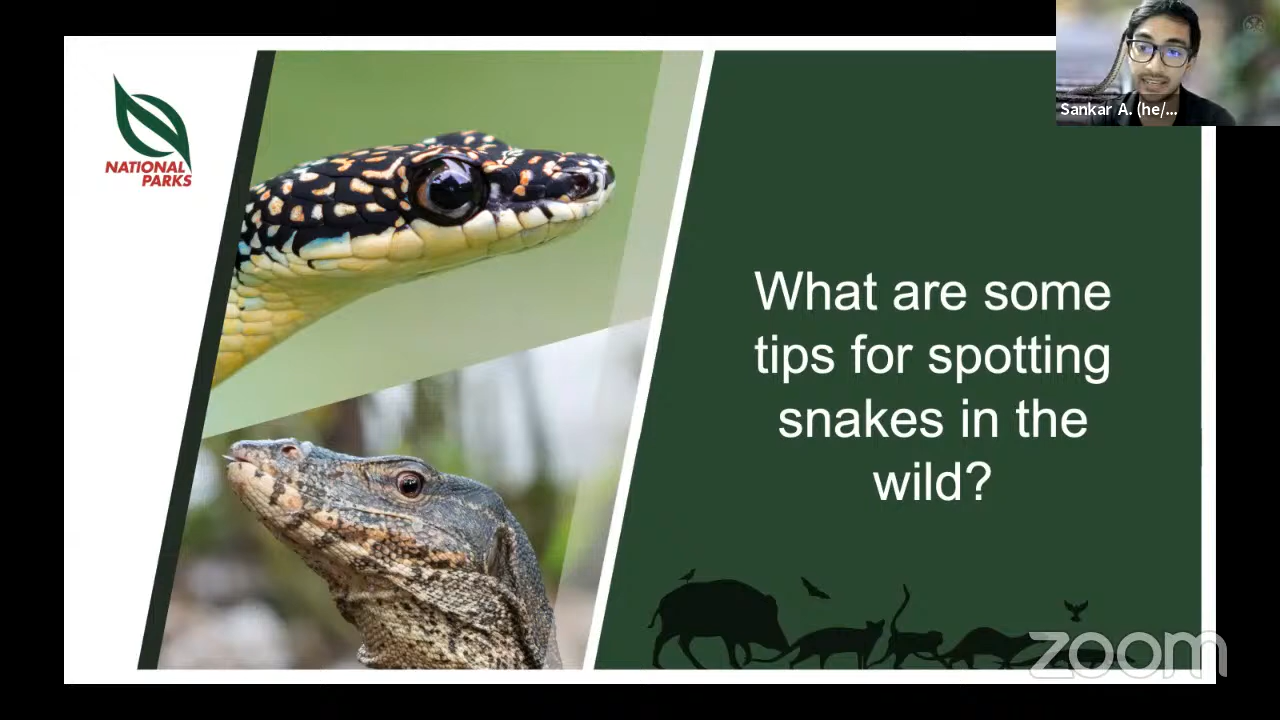 Sankar A. (he/...
NATIONAL
PARKS
What are some
tips for spotting
snakes in the
wild?
zoom